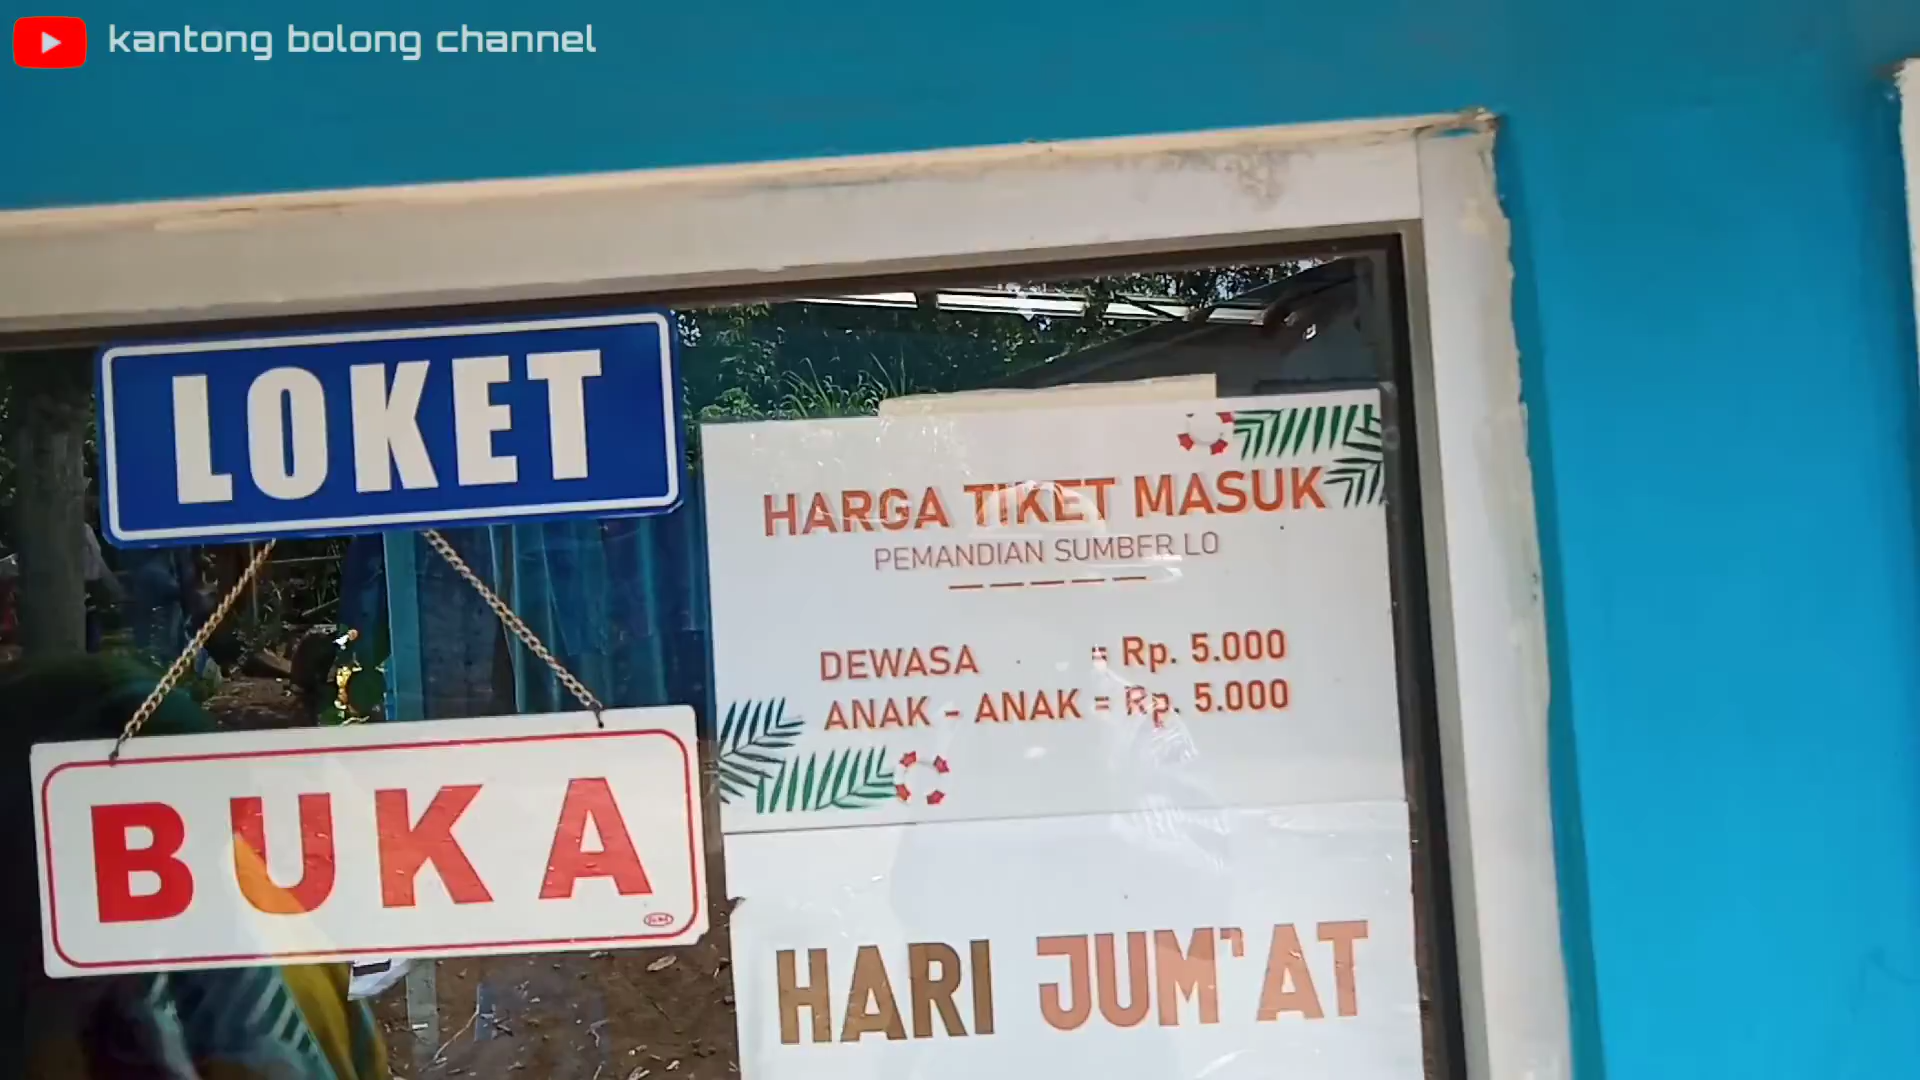 kantong bolong channel
LOKET
BUKA
HARGA TIKET MASUK
PEMANDIAN SUMBER LO
DEWASA = Rp. 5.000
ANAK - ANAK = Rp. 5.000
HARI JUM'AT